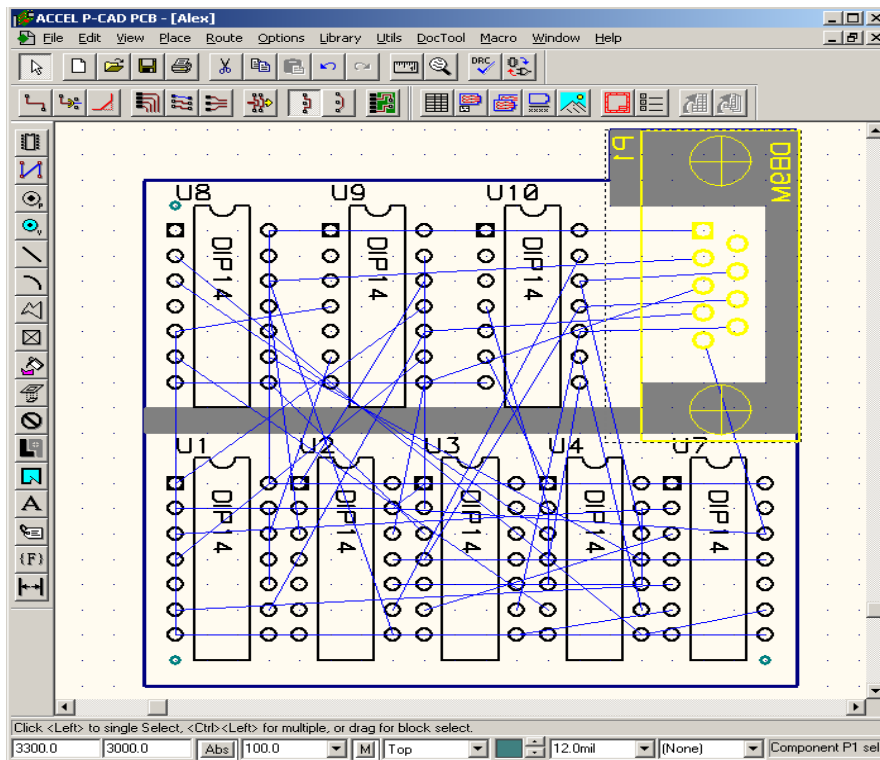 ACCEL P-CAD PCB - [Alex]
File Edit View Place Route Options Library Utils DocTool Macro Window Help
DRC
P1
DB9W
U8 U9 U10
DIP14 DIP14 DIP14
U1 U2 U3 U4 U7
DIP14 DIP14 DIP14 DIP14 DIP14
A
{F}
Click <Left> to single Select, <Ctrl><Left> for multiple, or drag for block select.
3300.0 3000.0 Abs 100.0 M Top 12.0mil (None) Component P1 sel